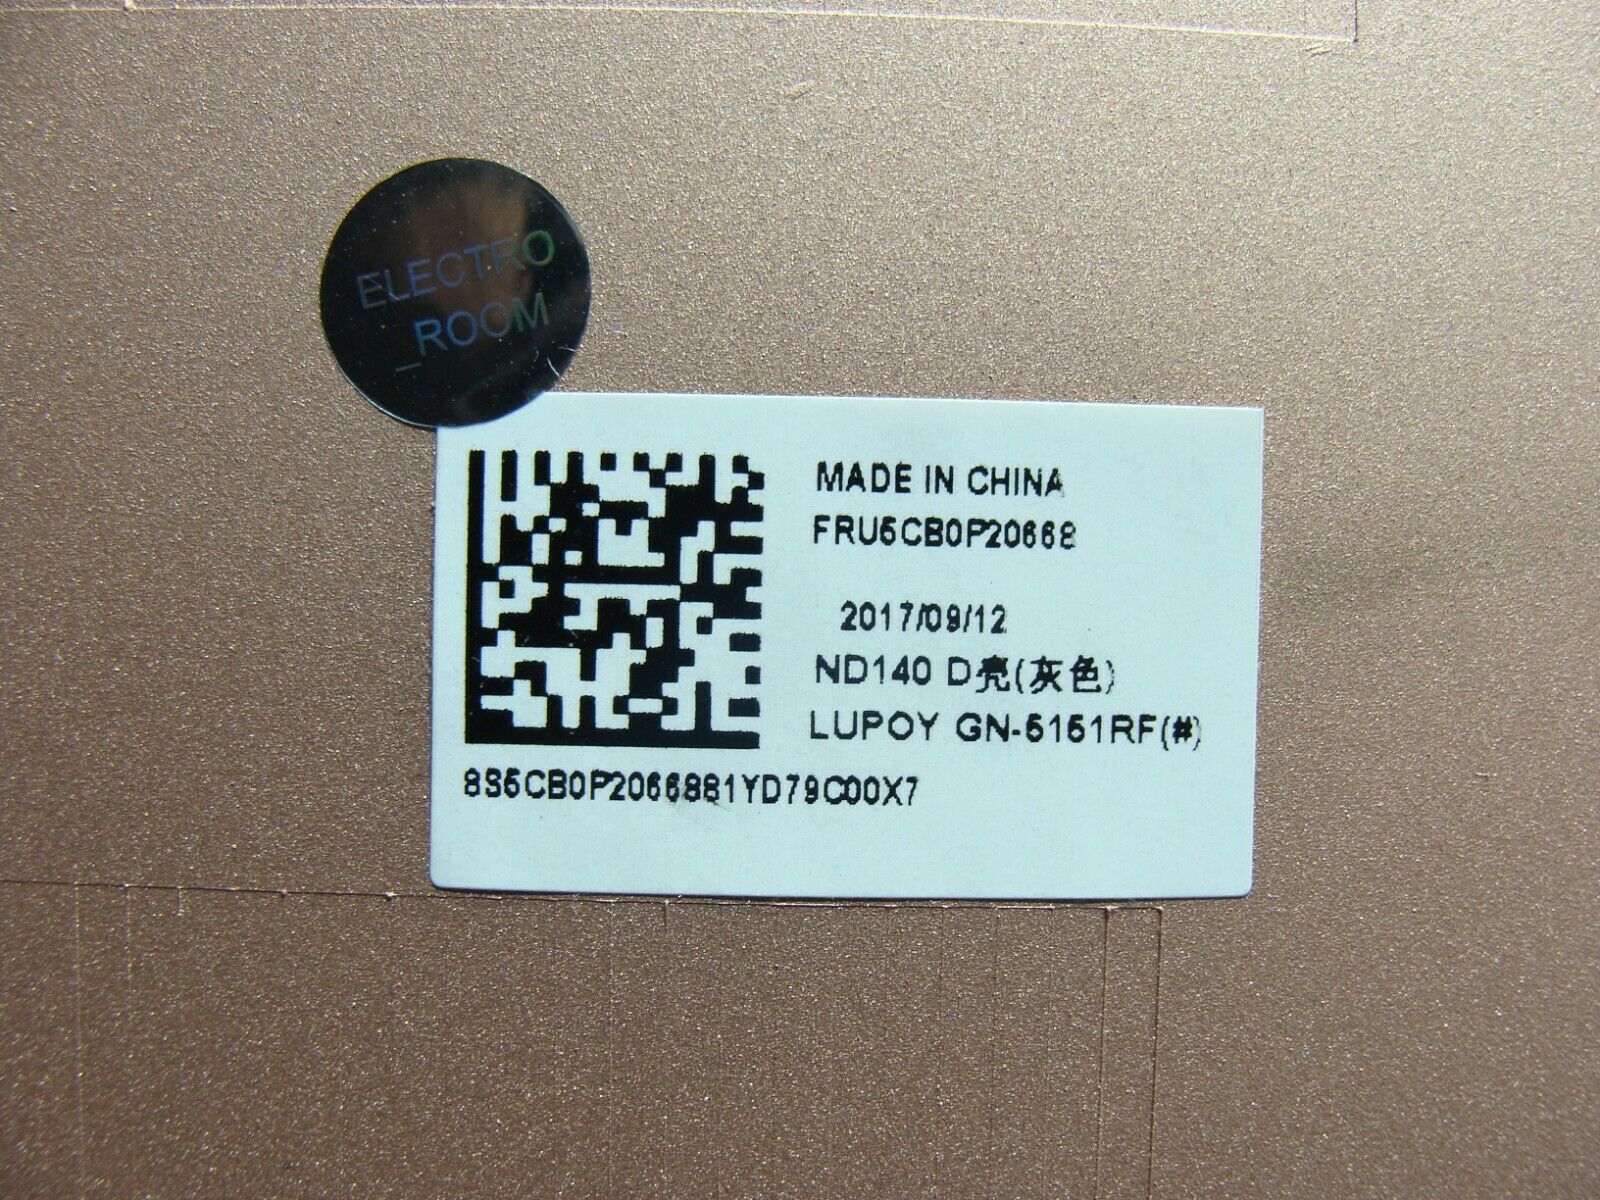 ELECTRO
_ROOM
MADE IN CHINA
FRU5CB0P20668
2017/09/12
ND140 D壳(灰色)
LUPOY GN-5151RF(#)
8S5CB0P2066881YD79C00X7